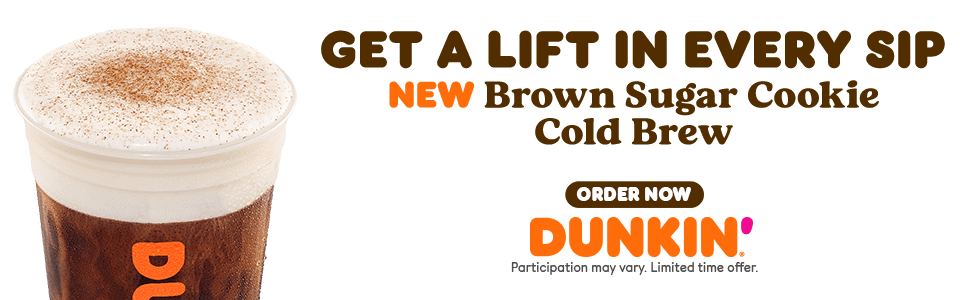 GET A LIFT IN EVERY SIP
NEW Brown Sugar Cookie
Cold Brew
ORDER NOW
DUNKIN'®
Participation may vary. Limited time offer.
DU